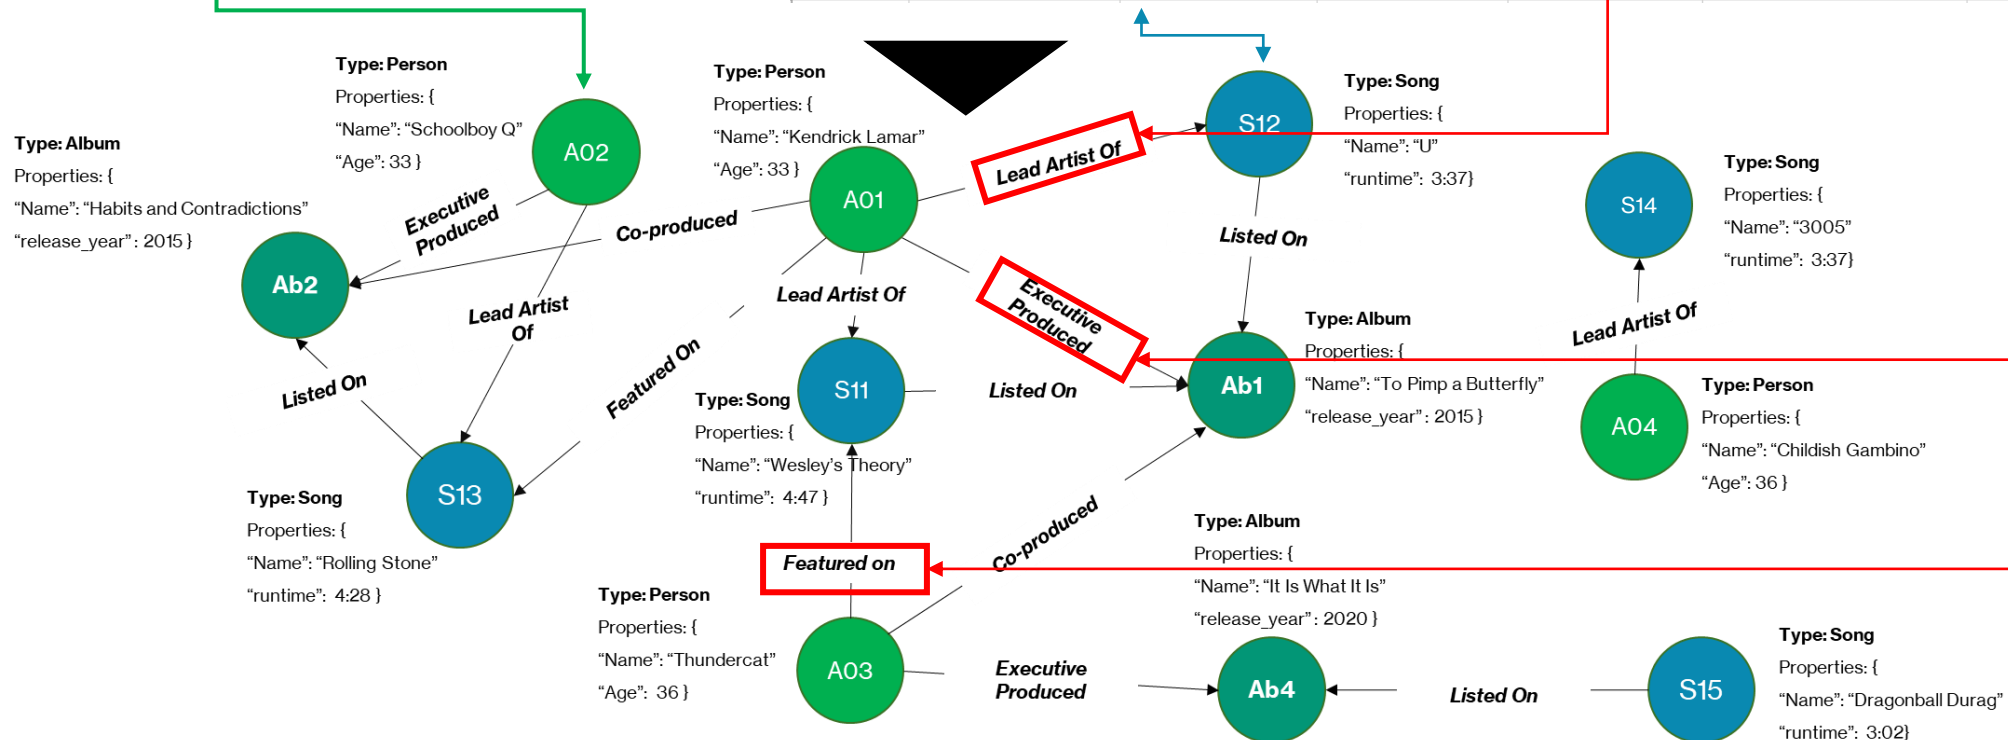 Type: Album
Properties: {
“Name”: “Habits and Contradictions”
“release_year” : 2015 }
Type: Person
Properties: {
“Name”: “Schoolboy Q”
“Age”: 33 }
A02
Type: Person
Properties: {
“Name”: “Kendrick Lamar”
“Age”: 33 }
A01
Lead Artist Of
S12
Type: Song
Properties: {
“Name”: “U”
“runtime”: 3:37}
S14
Type: Song
Properties: {
“Name”: “3005”
“runtime”: 3:37}
Executive
Produced
Co-produced
Listed On
Ab2
Lead Artist
Of
Lead Artist Of
Executive
Produced
Lead Artist Of
Listed On
Featured On
S11
Listed On
Ab1
Type: Album
Properties: {
“Name”: “To Pimp a Butterfly”
“release_year” : 2015 }
A04
Type: Person
Properties: {
“Name”: “Childish Gambino”
“Age”: 36 }
Type: Song
Properties: {
“Name”: “Wesley’s Theory”
“runtime”: 4:47 }
S13
Type: Song
Properties: {
“Name”: “Rolling Stone”
“runtime”: 4:28 }
Featured on
Co-produced
Type: Album
Properties: {
“Name”: “It Is What It Is”
“release_year” : 2020 }
Type: Person
Properties: {
“Name”: “Thundercat”
“Age”: 36 }
A03
Executive
Produced
Ab4
Listed On
S15
Type: Song
Properties: {
“Name”: “Dragonball Durag”
“runtime”: 3:02}